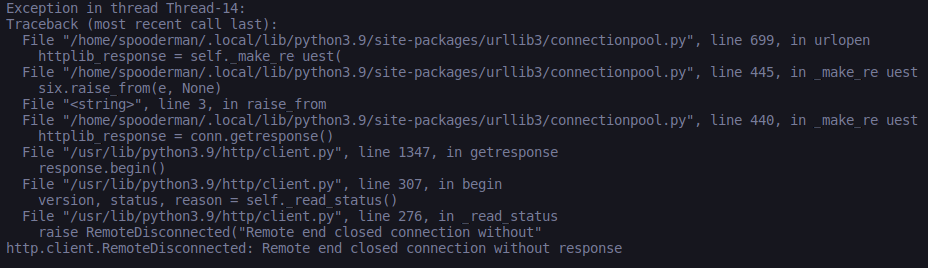 Exception in thread Thread-14:
Traceback (most recent call last):
  File "/home/spooderman/.local/lib/python3.9/site-packages/urllib3/connectionpool.py", line 699, in urlopen
    httplib_response = self._make_re uest(
  File "/home/spooderman/.local/lib/python3.9/site-packages/urllib3/connectionpool.py", line 445, in _make_re uest
    six.raise_from(e, None)
  File "<string>", line 3, in raise_from
  File "/home/spooderman/.local/lib/python3.9/site-packages/urllib3/connectionpool.py", line 440, in _make_re uest
    httplib_response = conn.getresponse()
  File "/usr/lib/python3.9/http/client.py", line 1347, in getresponse
    response.begin()
  File "/usr/lib/python3.9/http/client.py", line 307, in begin
    version, status, reason = self._read_status()
  File "/usr/lib/python3.9/http/client.py", line 276, in _read_status
    raise RemoteDisconnected("Remote end closed connection without"
http.client.RemoteDisconnected: Remote end closed connection without response